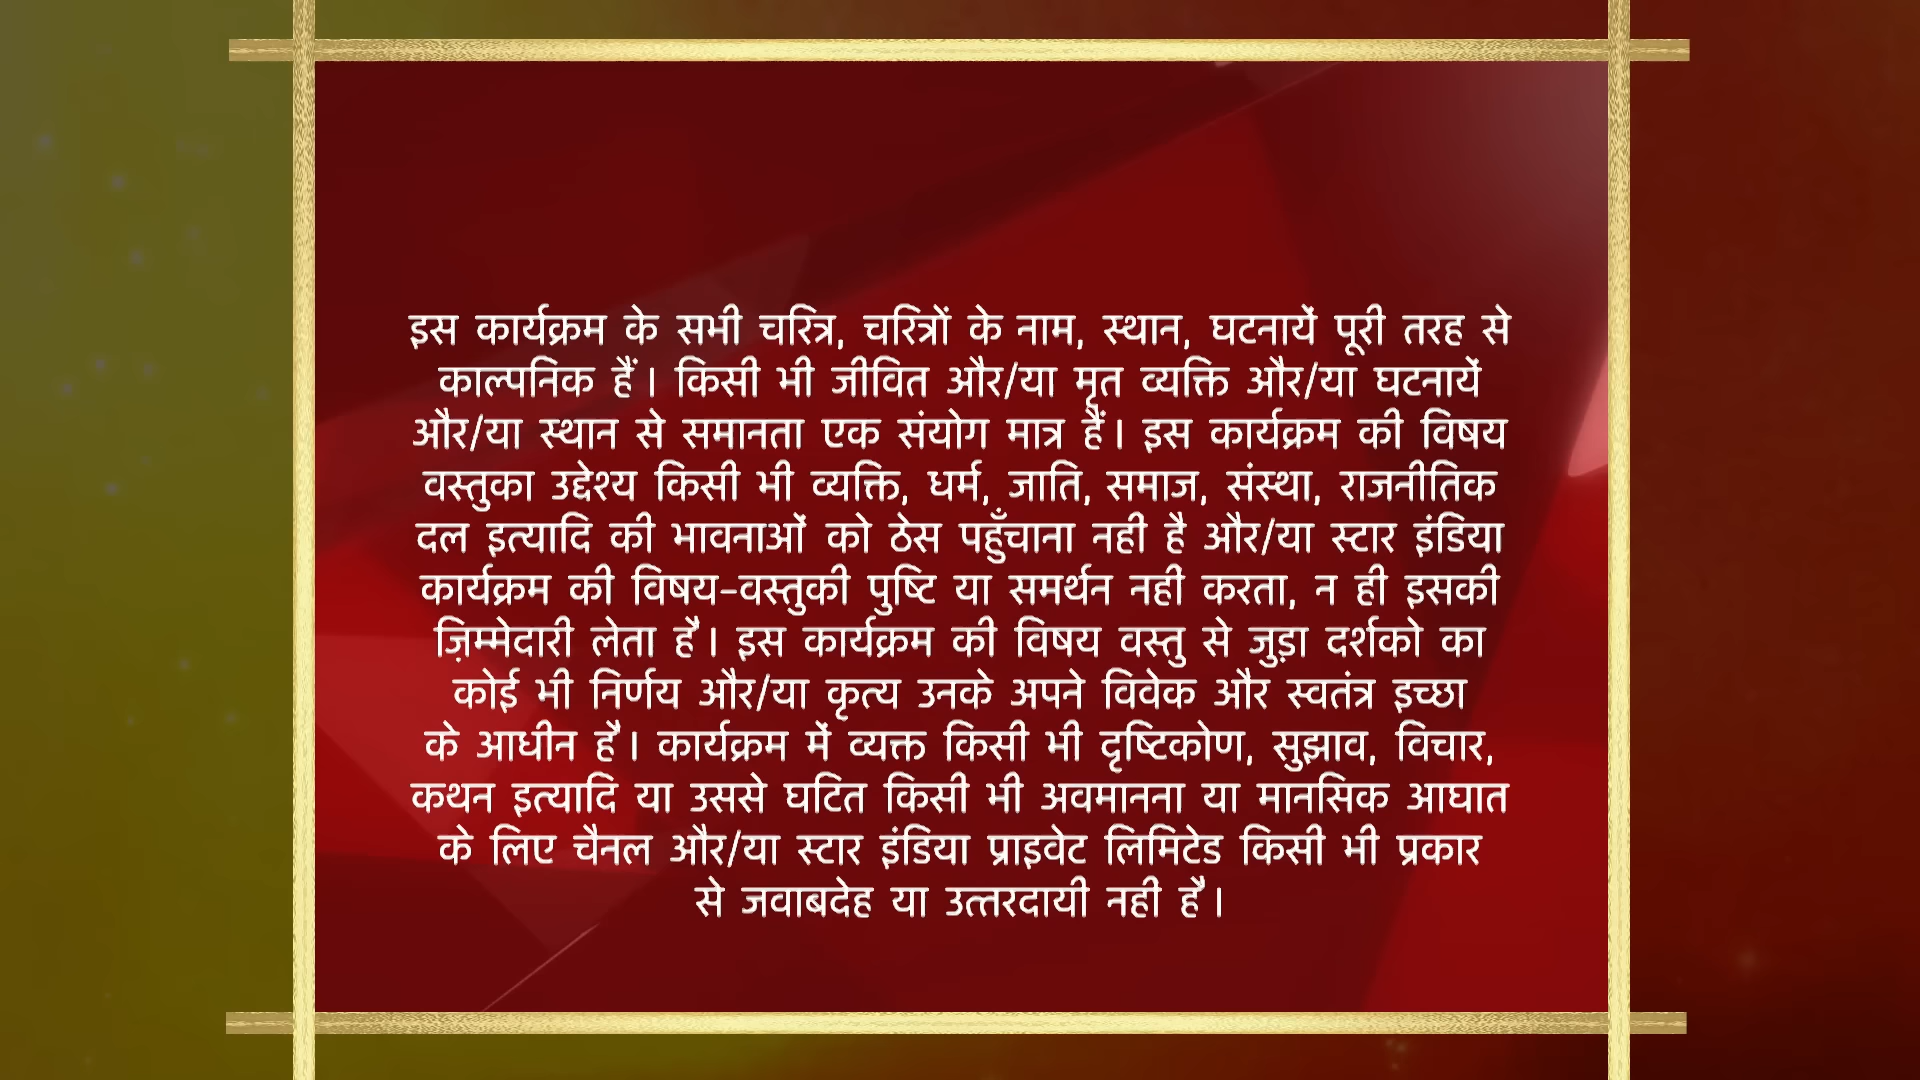 इस कार्यक्रम के सभी चरित्र, चरित्रों के नाम, स्थान, घटनायें पूरी तरह से
काल्पनिक हैं। किसी भी जीवित और/या मृत व्यक्ति और/या घटनायें
और/या स्थान से समानता एक संयोग मात्र हैं। इस कार्यक्रम की विषय
वस्तुका उद्देश्य किसी भी व्यक्ति, धर्म, जाति, समाज, संस्था, राजनीतिक
दल इत्यादि की भावनाओं को ठेस पहुँचाना नही है और/या स्टार इंडिया
कार्यक्रम की विषय-वस्तुकी पुष्टि या समर्थन नहीं करता, न ही इसकी
ज़िम्मेदारी लेता है। इस कार्यक्रम की विषय वस्तु से जुड़ा दर्शको का
कोई भी निर्णय और/या कृत्य उनके अपने विवेक और स्वतंत्र इच्छा
के आधीन है। कार्यक्रम में व्यक्त किसी भी दृष्टिकोण, सुझाव, विचार,
कथन इत्यादि या उससे घटित किसी भी अवमानना या मानसिक आघात
के लिए चैनल और/या स्टार इंडिया प्राइवेट लिमिटेड किसी भी प्रकार
से जवाबदेह या उत्तरदायी नही है।